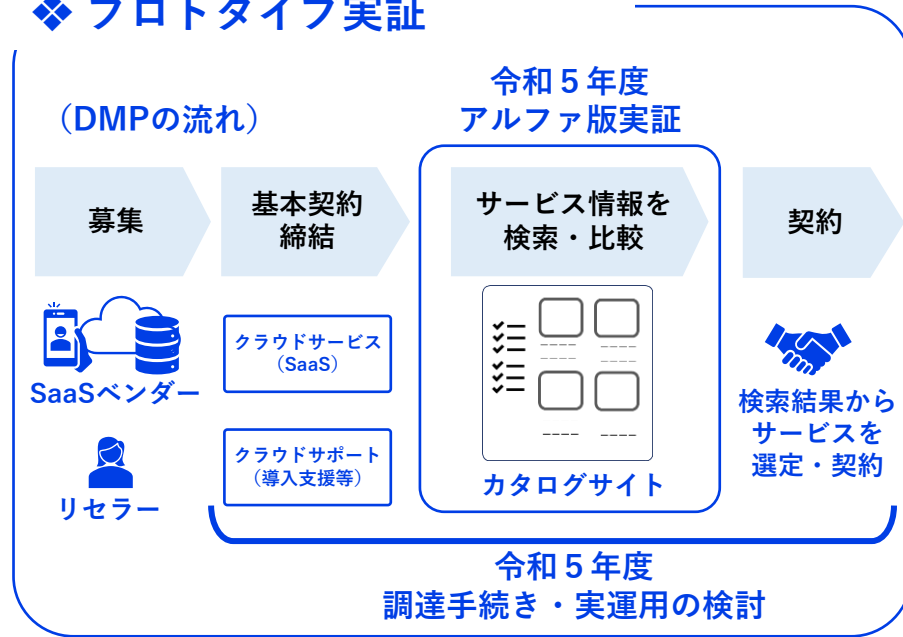 ❖ プロトタイプ実証
（DMPの流れ）
令和５年度
アルファ版実証
募集
基本契約
締結
サービス情報を
検索・比較
契約
SaaSベンダー
リセラー
クラウドサービス
（SaaS）
クラウドサポート
（導入支援等）
カタログサイト
検索結果から
サービスを
選定・契約
令和５年度
調達手続き・実運用の検討